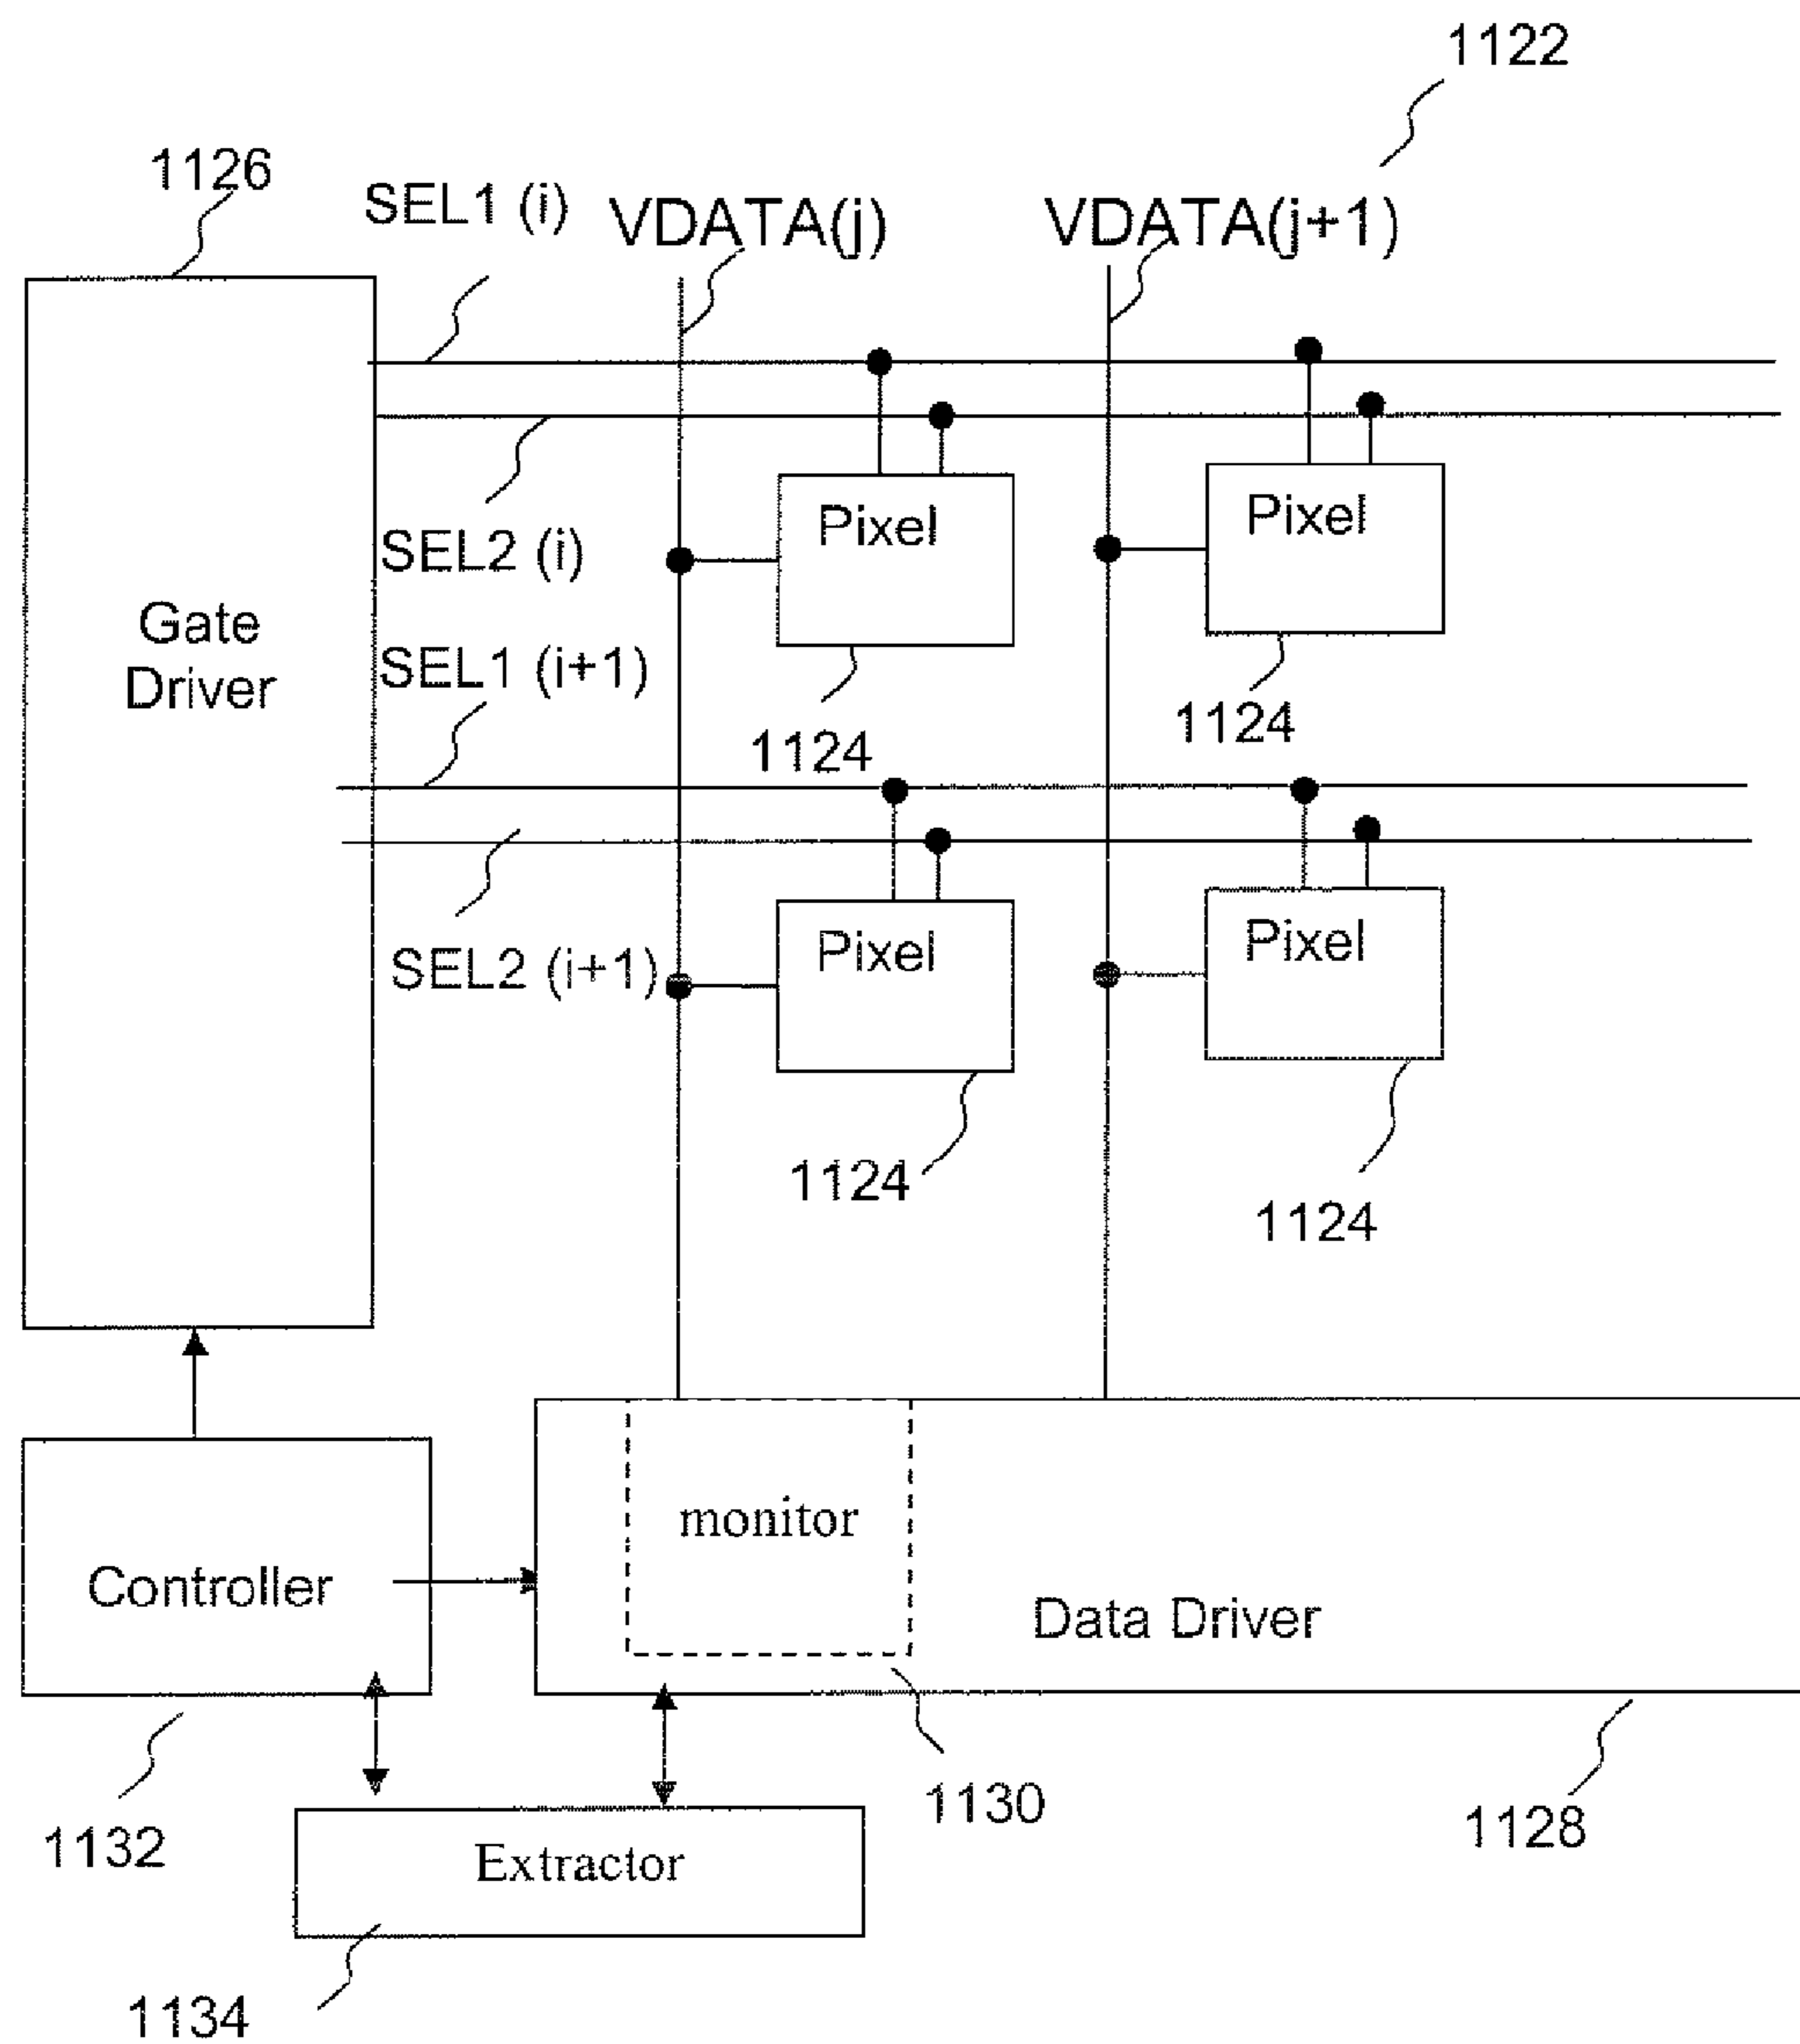 1122
1126
SEL1 (i)
VDATA(j)
VDATA(j+1)
Pixel
Pixel
SEL2 (i)
Gate
Driver
SEL1 (i+1)
1124
1124
Pixel
Pixel
SEL2 (i+1)
1124
1124
monitor
Controller
Data Driver
1130
1128
1132
Extractor
1134